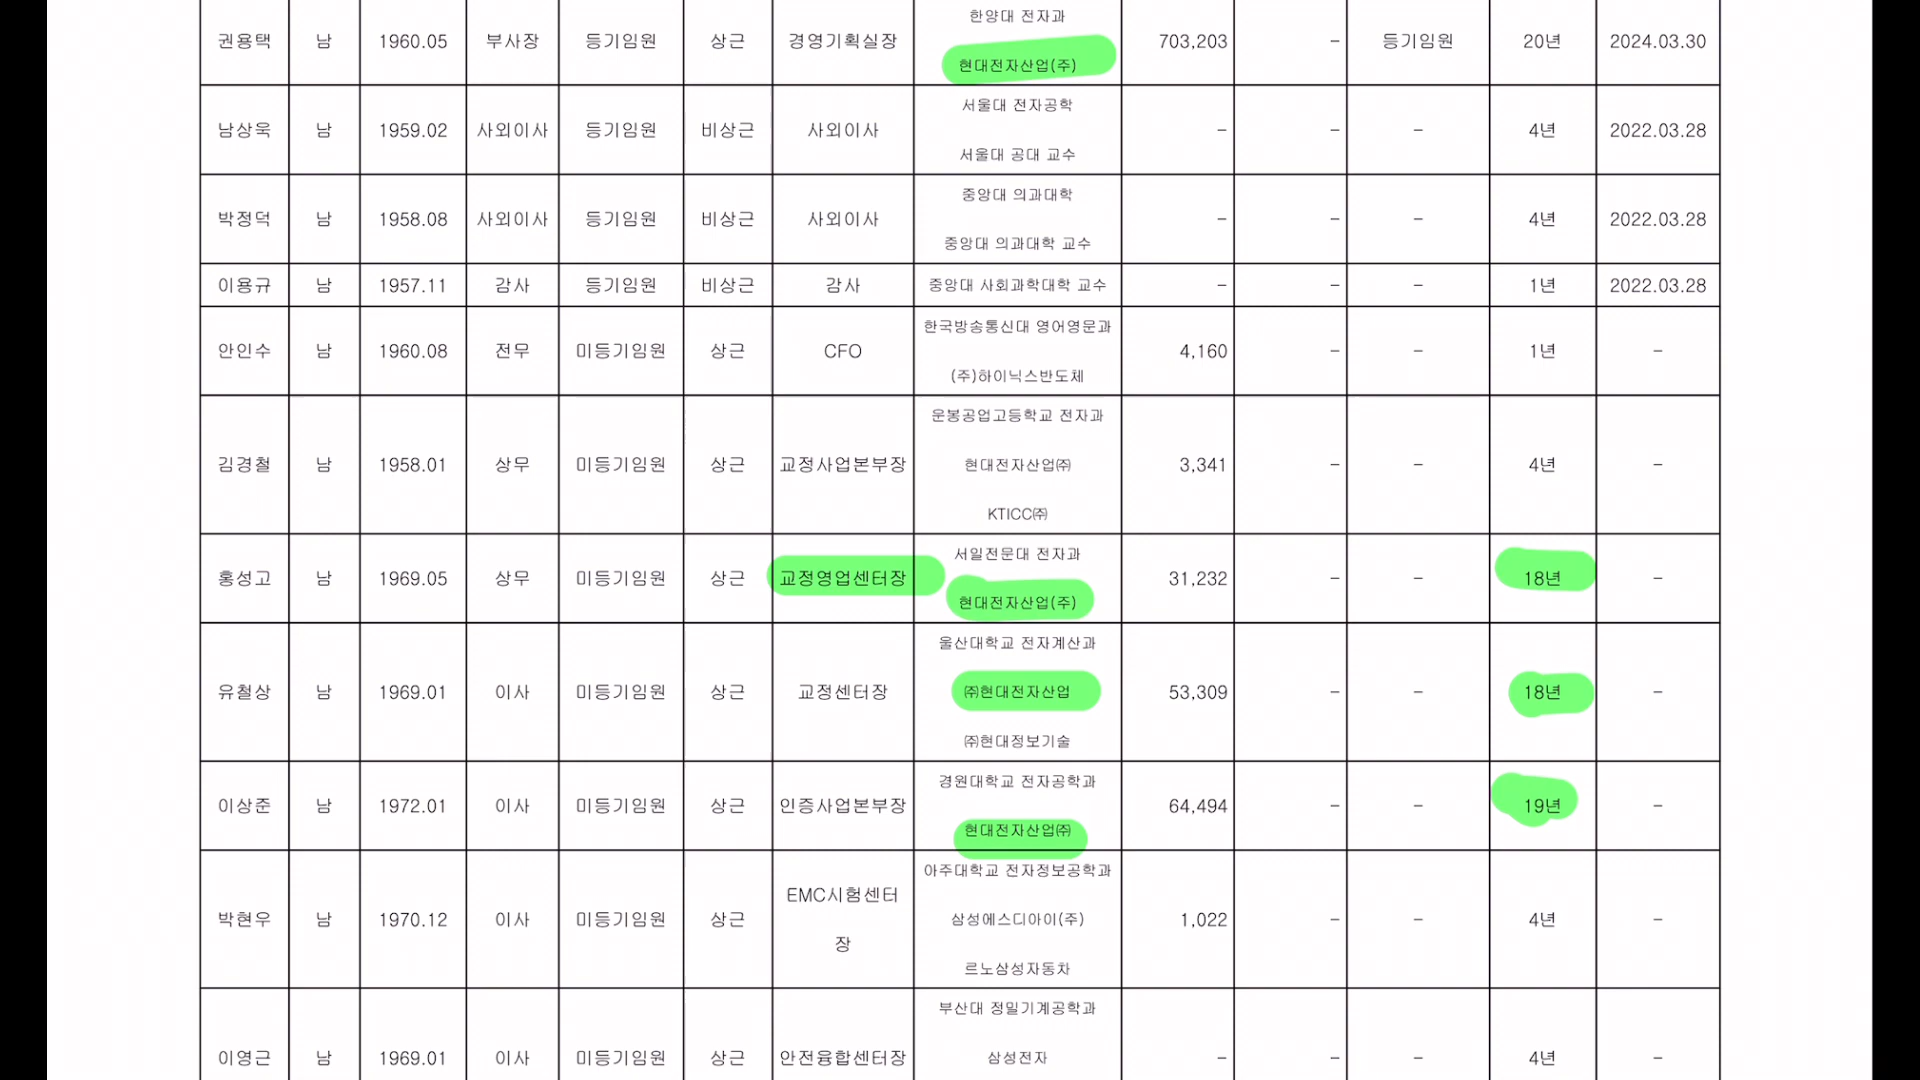 한양대 전자과
권용택 남 1960.05 부사장 등기임원 상근 경영기획실장 703,203 - 등기임원 20년 2024.03.30
현대전자산업(주)
서울대 전자공학
남상욱 남 1959.02 사외이사 등기임원 비상근 사외이사 - - - 4년 2022.03.28
서울대 공대 교수
중앙대 의과대학
박정덕 남 1958.08 사외이사 등기임원 비상근 사외이사 - - - 4년 2022.03.28
중앙대 의과대학 교수
이용규 남 1957.11 감사 등기임원 비상근 감사 중앙대 사회과학대학 교수 - - - 1년 2022.03.28
한국방송통신대 영어영문과
안인수 남 1960.08 전무 미등기임원 상근 CFO 4,160 - - 1년 -
(주)하이닉스반도체
운봉공업고등학교 전자과
김경철 남 1958.01 상무 미등기임원 상근 교정사업본부장 현대전자산업㈜ 3,341 - - 4년 -
KTICC㈜
서일전문대 전자과
홍성고 남 1969.05 상무 미등기임원 상근 교정영업센터장 31,232 - - 18년 -
현대전자산업(주)
울산대학교 전자계산과
유철상 남 1969.01 이사 미등기임원 상근 교정센터장 ㈜현대전자산업 53,309 - - 18년 -
㈜현대정보기술
경원대학교 전자공학과
이상준 남 1972.01 이사 미등기임원 상근 인증사업본부장 64,494 - - 19년 -
현대전자산업㈜
아주대학교 전자정보공학과
EMC시험센터
박현우 남 1970.12 이사 미등기임원 상근 삼성에스디아이(주) 1,022 - - 4년 -
장
르노삼성자동차
부산대 정밀기계공학과
이영근 남 1969.01 이사 미등기임원 상근 안전융합센터장 삼성전자 - - - 4년 -